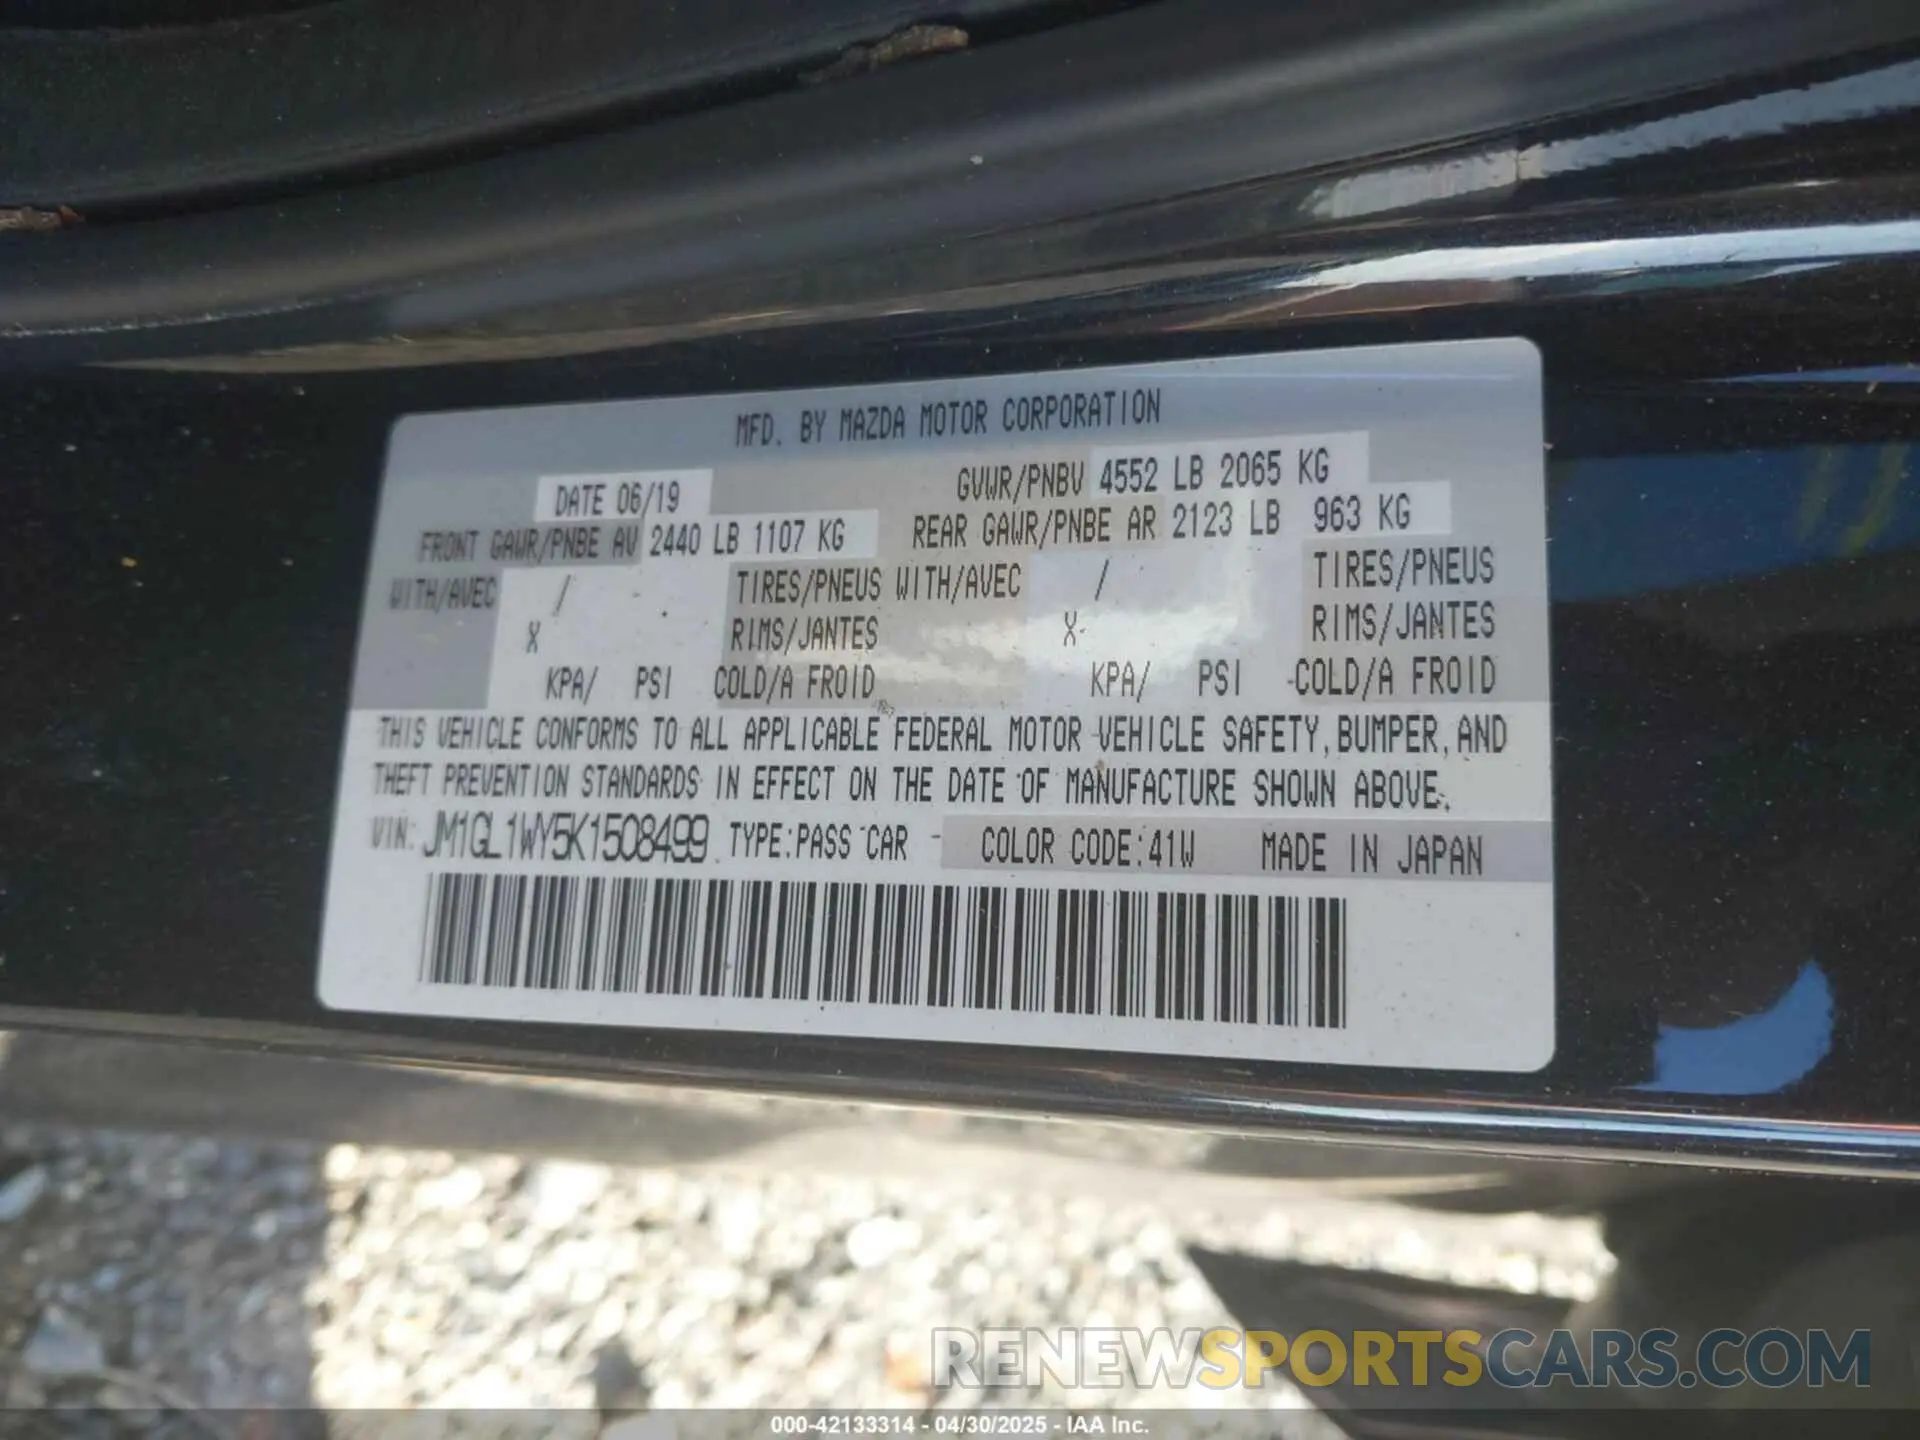 MFD. BY MAZDA MOTOR CORPORATION
DATE 06/19 GVWR/PNBV 4552 LB 2065 KG
FRONT GAWR/PNBE AV 2440 LB 1107 KG REAR GAWR/PNBE AR 2123 LB 963 KG
WITH/AVEC / TIRES/PNEUS WITH/AVEC / TIRES/PNEUS
X RIMS/JANTES X RIMS/JANTES
KPA/ PSI COLD/A FROID KPA/ PSI COLD/A FROID
THIS VEHICLE CONFORMS TO ALL APPLICABLE FEDERAL MOTOR VEHICLE SAFETY, BUMPER, AND
THEFT PREVENTION STANDARDS IN EFFECT ON THE DATE OF MANUFACTURE SHOWN ABOVE.
VIN: JM1GL1WY5K1508499 TYPE:PASS CAR COLOR CODE:41W MADE IN JAPAN
RENEWSPORTSCARS.COM
000-42133314 - 04/30/2025 - IAA Inc.